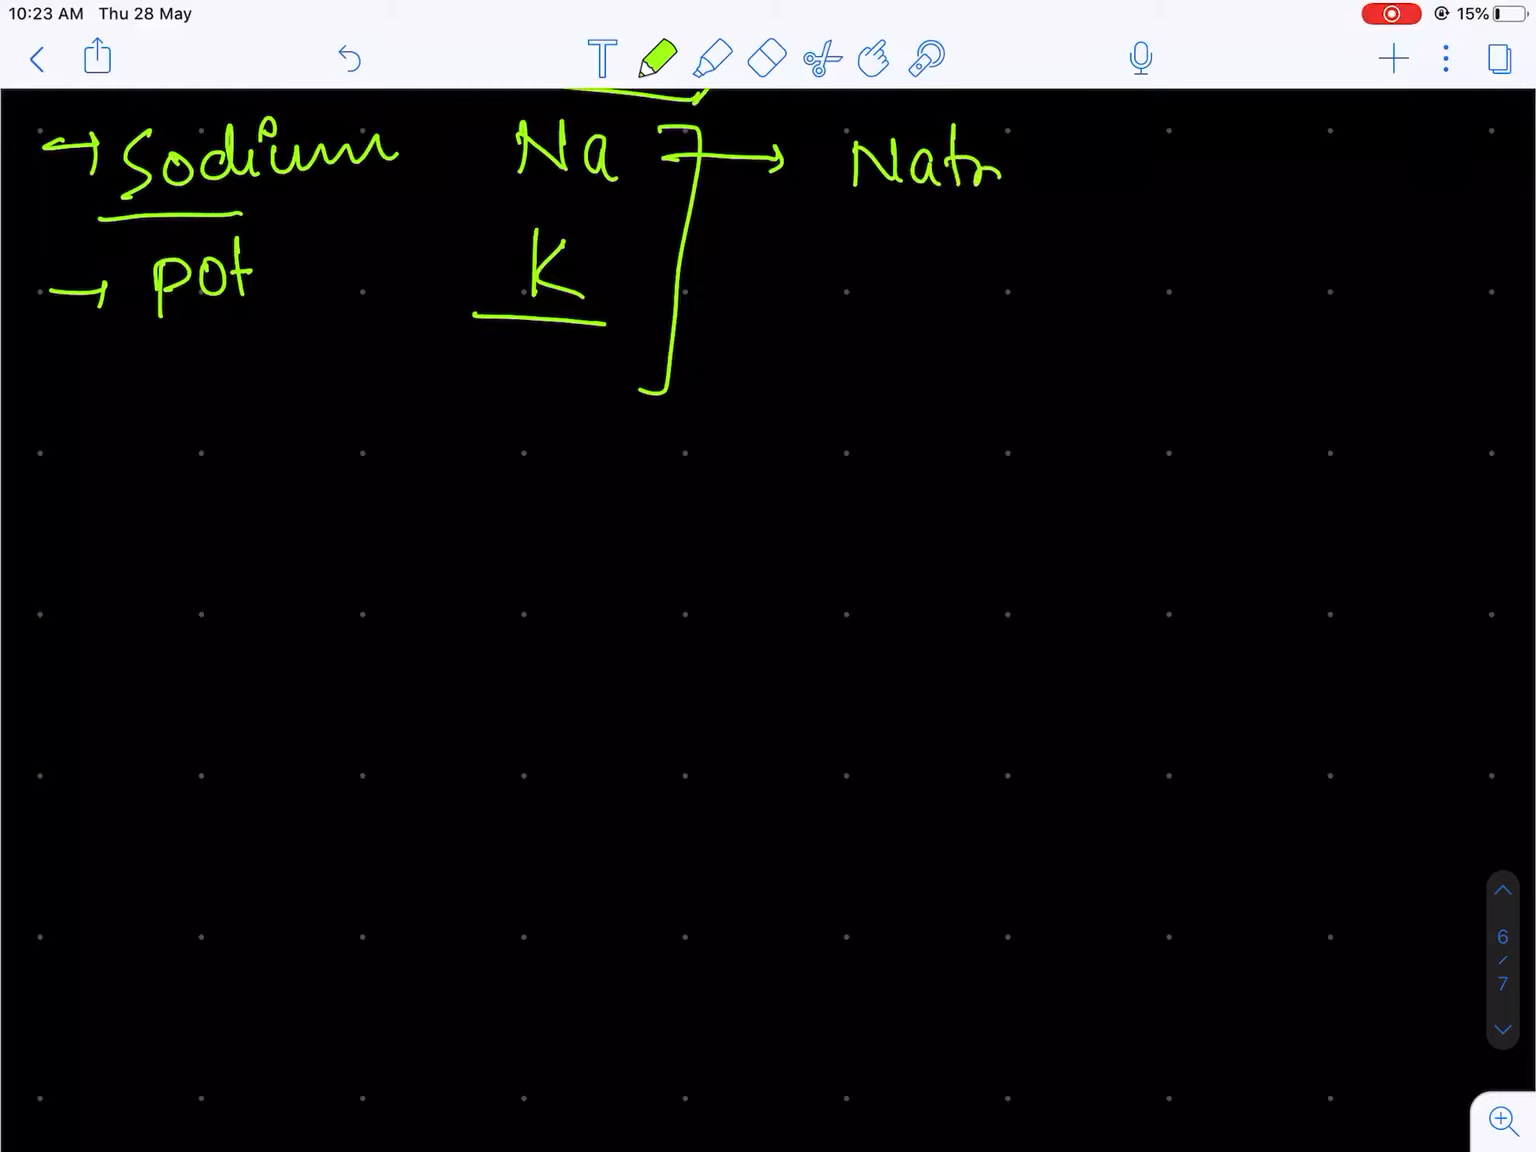 10:23 AM Thu 28 May 15%
T
→ Sodium Na → Natr
→ pot K
6
/
7